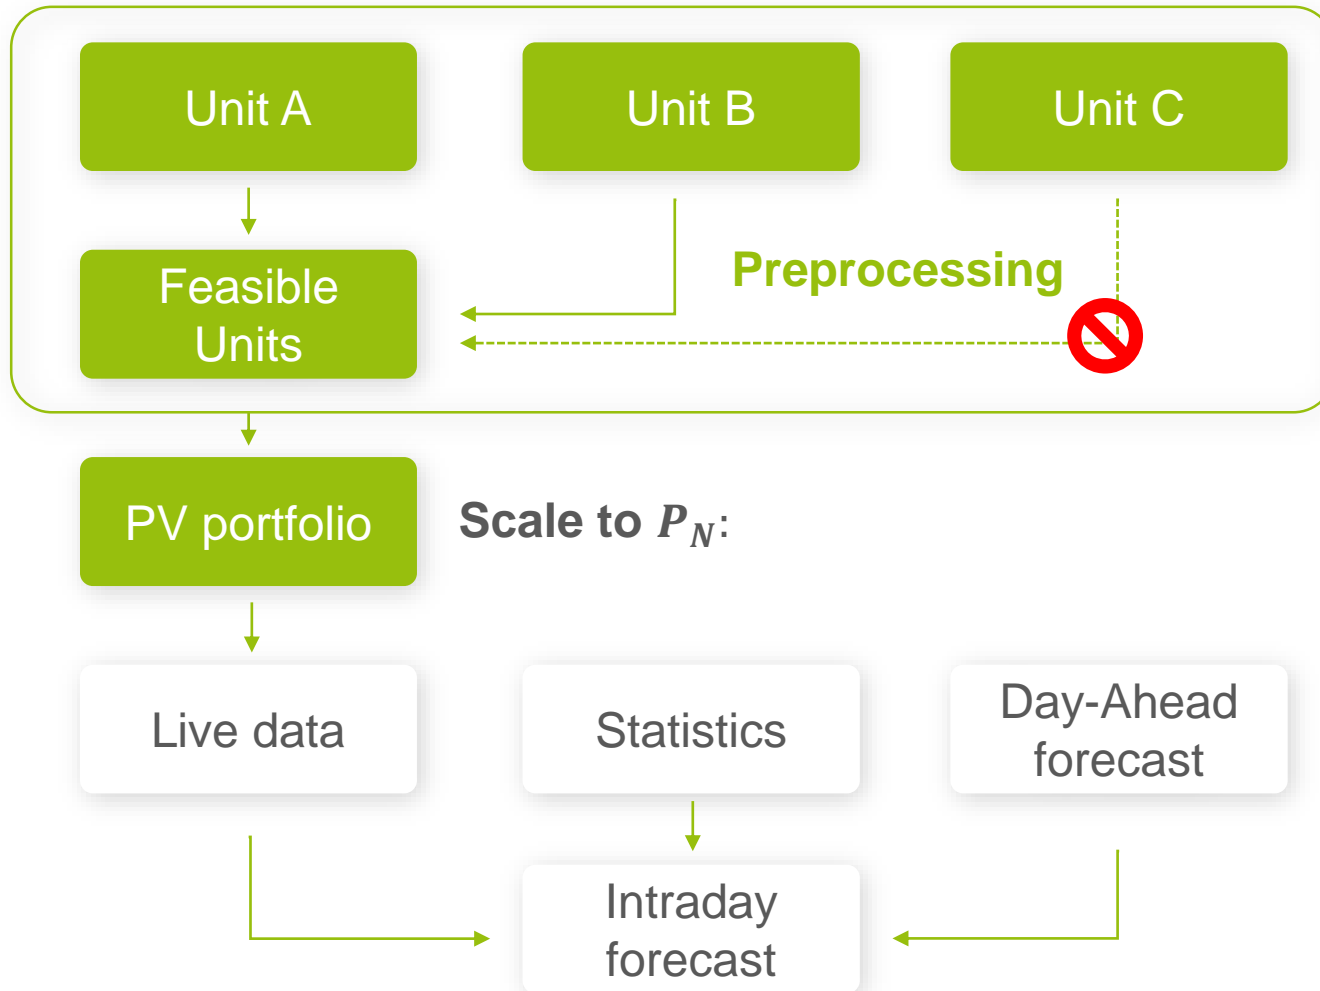 Unit A
Unit B
Unit C
Preprocessing
Feasible
Units
PV portfolio
Scale to P_N:
Live data
Statistics
Day-Ahead
forecast
Intraday
forecast